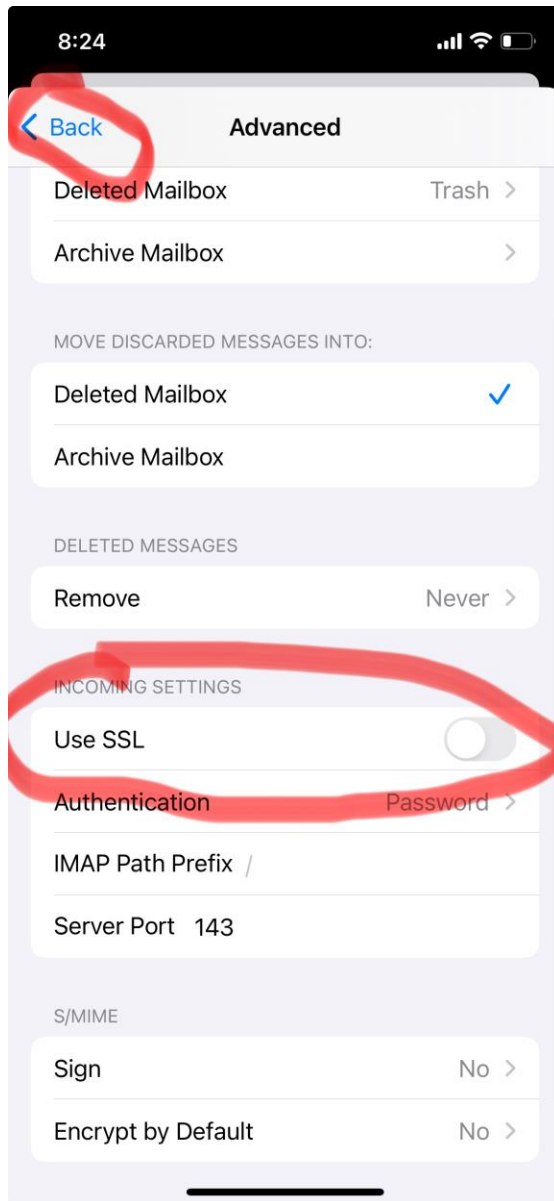 8:24
Back Advanced
Deleted Mailbox Trash
Archive Mailbox
MOVE DISCARDED MESSAGES INTO:
Deleted Mailbox
Archive Mailbox
DELETED MESSAGES
Remove Never
INCOMING SETTINGS
Use SSL
Authentication Password
IMAP Path Prefix /
Server Port 143
S/MIME
Sign No
Encrypt by Default No